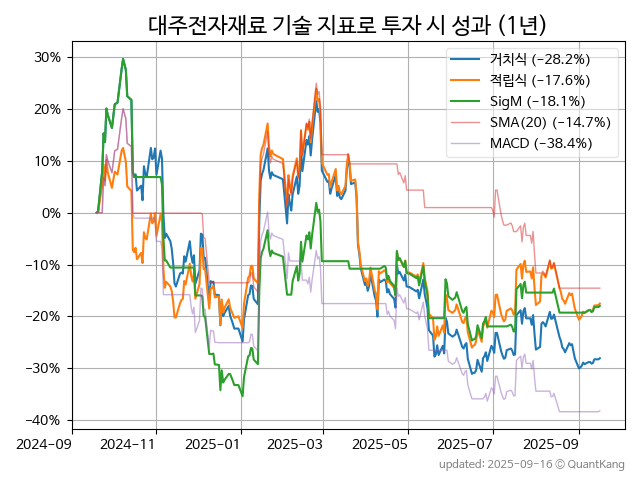 대주전자재료 기술 지표로 투자 시 성과 (1년)
거치식 (−28.2%)
적립식 (−17.6%)
SigM (−18.1%)
SMA(20) (−14.7%)
MACD (−38.4%)
30%
20%
10%
0%
−10%
−20%
−30%
−40%
2024-09 2024-11 2025-01 2025-03 2025-05 2025-07 2025-09
updated: 2025-09-16 ⓒ QuantKang